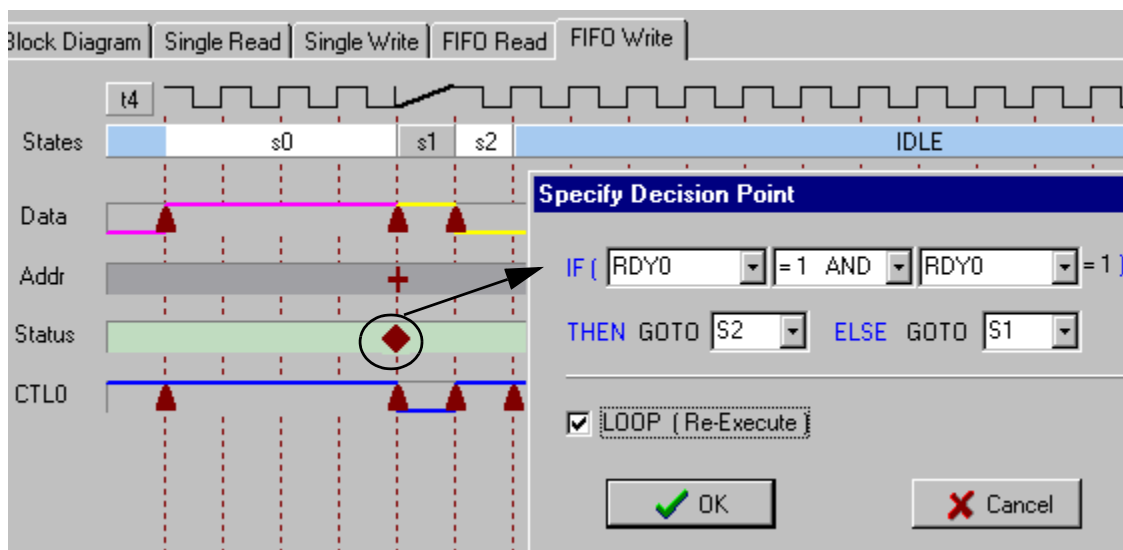 Block Diagram Single Read Single Write FIFO Read FIFO Write
t4
States s0 s1 s2 IDLE
Specify Decision Point
Data
Addr
IF ( RDY0 = 1 AND RDY0 = 1 )
Status
THEN GOTO S2 ELSE GOTO S1
CTL0
LOOP ( Re-Execute )
OK Cancel